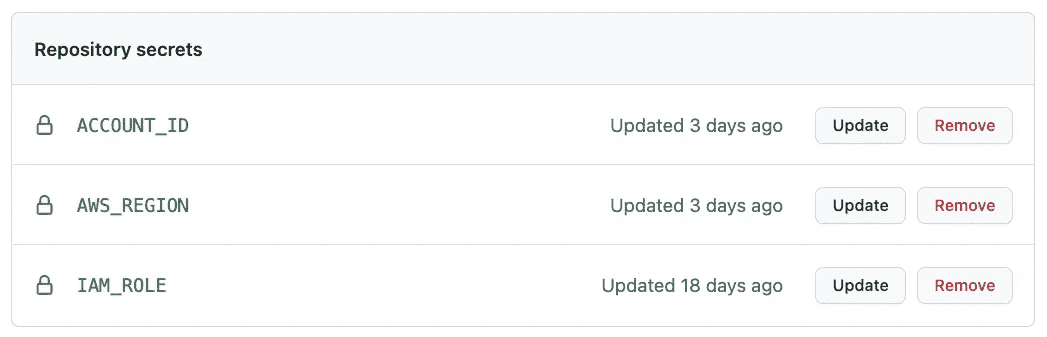 Repository secrets
ACCOUNT_ID Updated 3 days ago Update Remove
AWS_REGION Updated 3 days ago Update Remove
IAM_ROLE Updated 18 days ago Update Remove